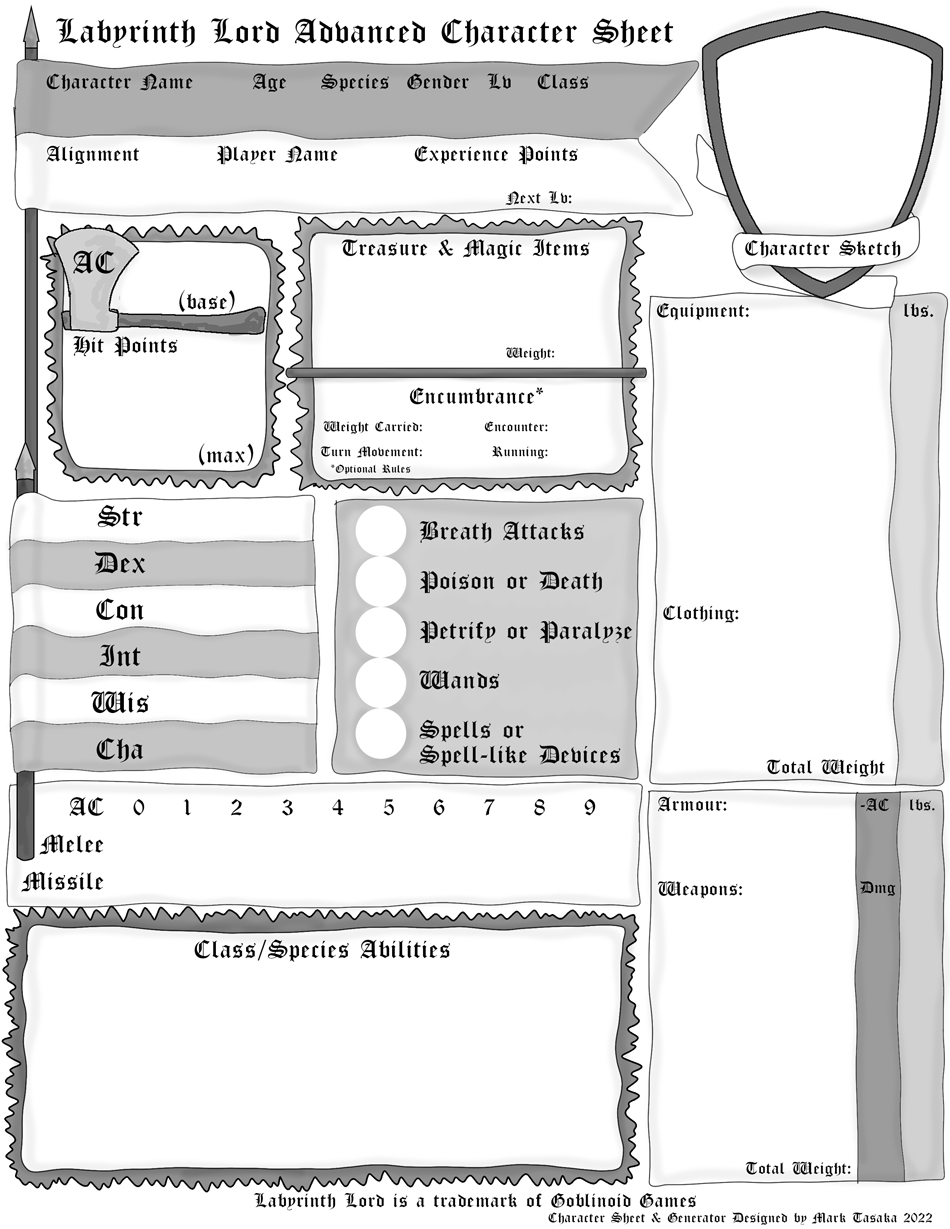 Labyrinth Lord Advanced Character Sheet
Character Name Age Species Gender Lv Class
Alignment Player Name Experience Points
Next Lv:
Character Sketch
AC
(base)
Hit Points
(max)
Treasure & Magic Items
Weight:
Encumbrance*
Weight Carried: Encounter:
Turn Movement: Running:
*Optional Rules
Equipment: lbs.
Clothing:
Total Weight
Str
Dex
Con
Int
Wis
Cha
Breath Attacks
Poison or Death
Petrify or Paralyze
Wands
Spells or
Spell-like Devices
AC 0 1 2 3 4 5 6 7 8 9
Melee
Missile
Armour: -AC lbs.
Weapons: Dmg
Total Weight:
Class/Species Abilities
Labyrinth Lord is a trademark of Goblinoid Games
Character Sheet & Generator Designed by Mark Tasaka 2022